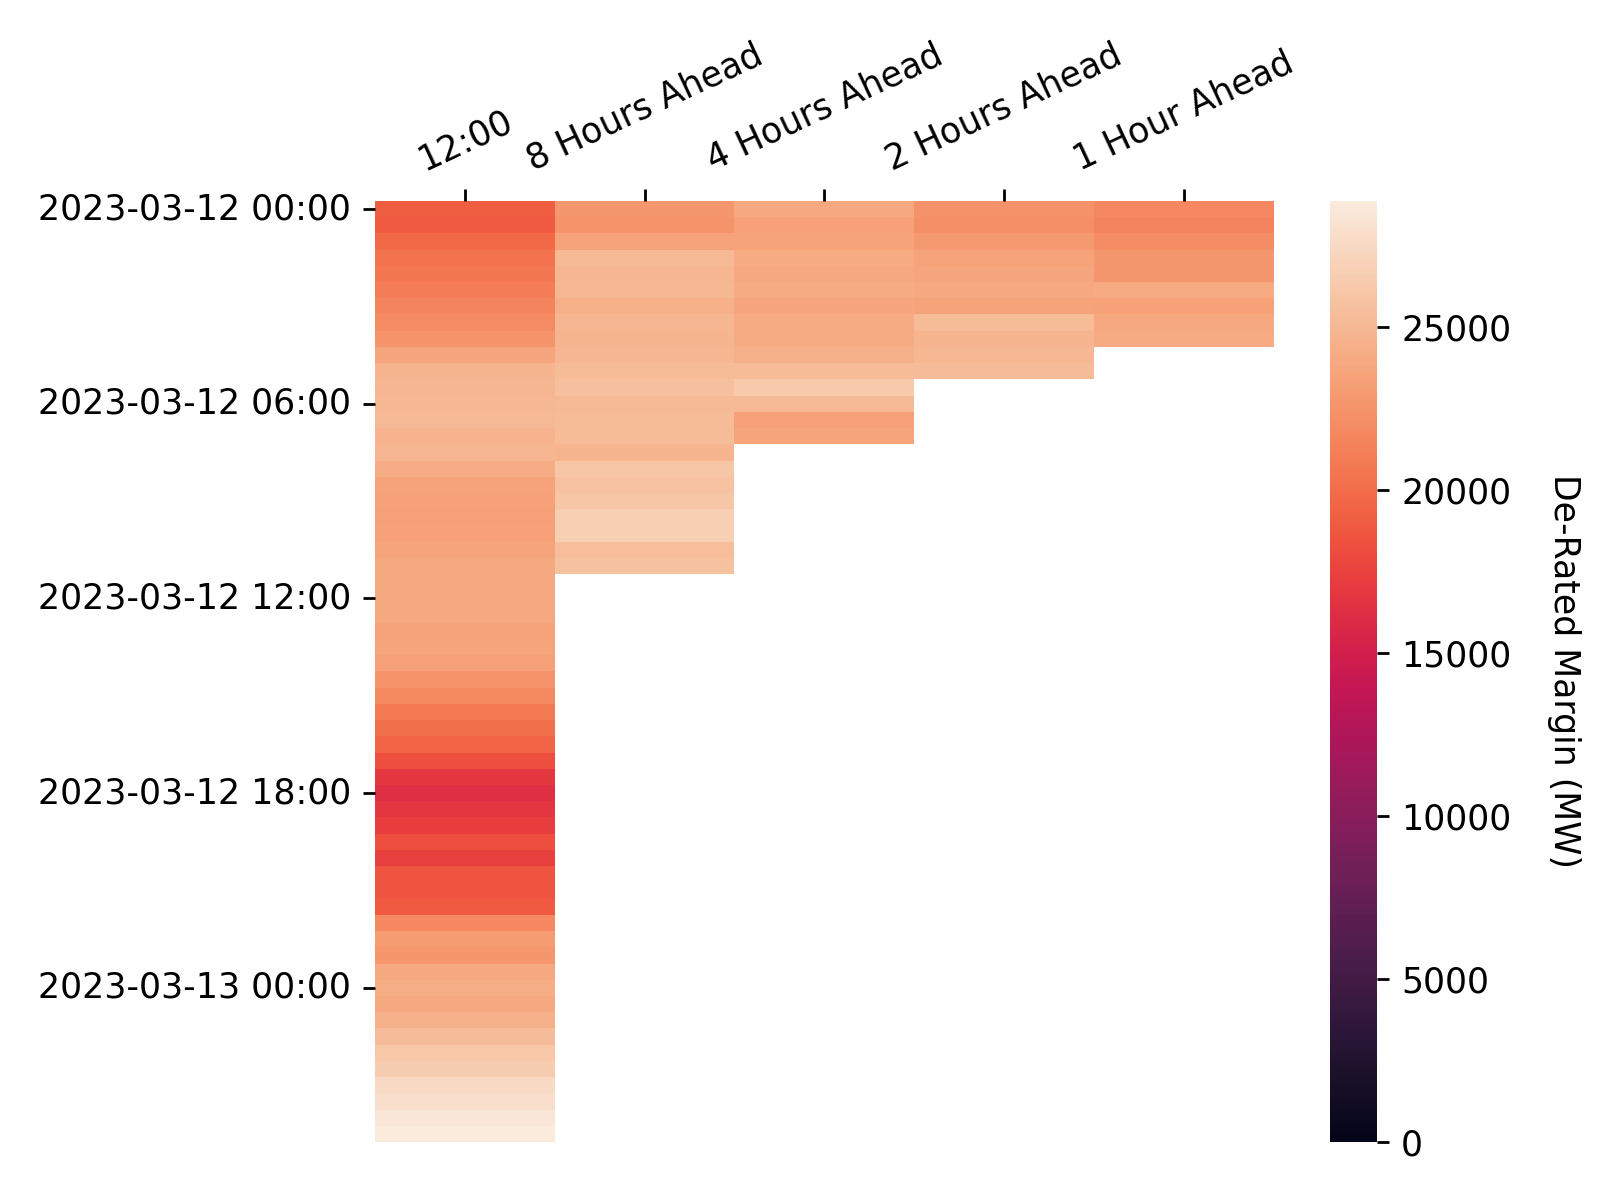 12:00
8 Hours Ahead
4 Hours Ahead
2 Hours Ahead
1 Hour Ahead
2023-03-12 00:00
2023-03-12 06:00
2023-03-12 12:00
2023-03-12 18:00
2023-03-13 00:00
25000
20000
15000
10000
5000
0
De-Rated Margin (MW)